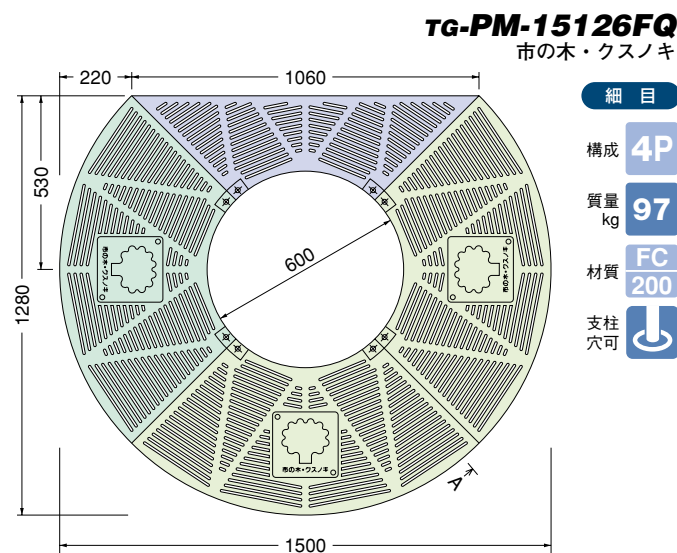 TG-PM-15126FQ
市の木・クスノキ
220
1060
細 目
構成 4P
質量 kg 97
材質 FC 200
支柱 穴可
530
1280
600
市の木・クスノキ
市の木・クスノキ
市の木・クスノキ
A
1500